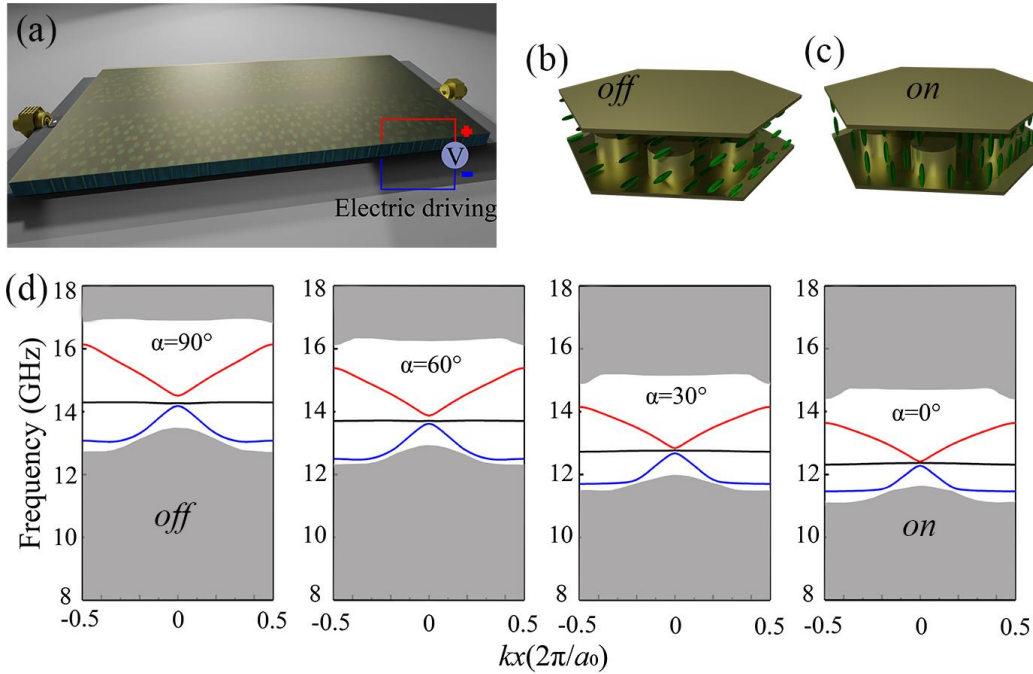 (a)
V
Electric driving
(b)
off
(c)
on
(d)
18
16
14
12
10
8
Frequency (GHz)
α=90°
off
-0.5
0
0.5
18
16
14
12
10
8
α=60°
-0.5
0
0.5
18
16
14
12
10
8
α=30°
-0.5
0
0.5
18
16
14
12
10
8
α=0°
on
-0.5
0
0.5
kx(2π/a₀)